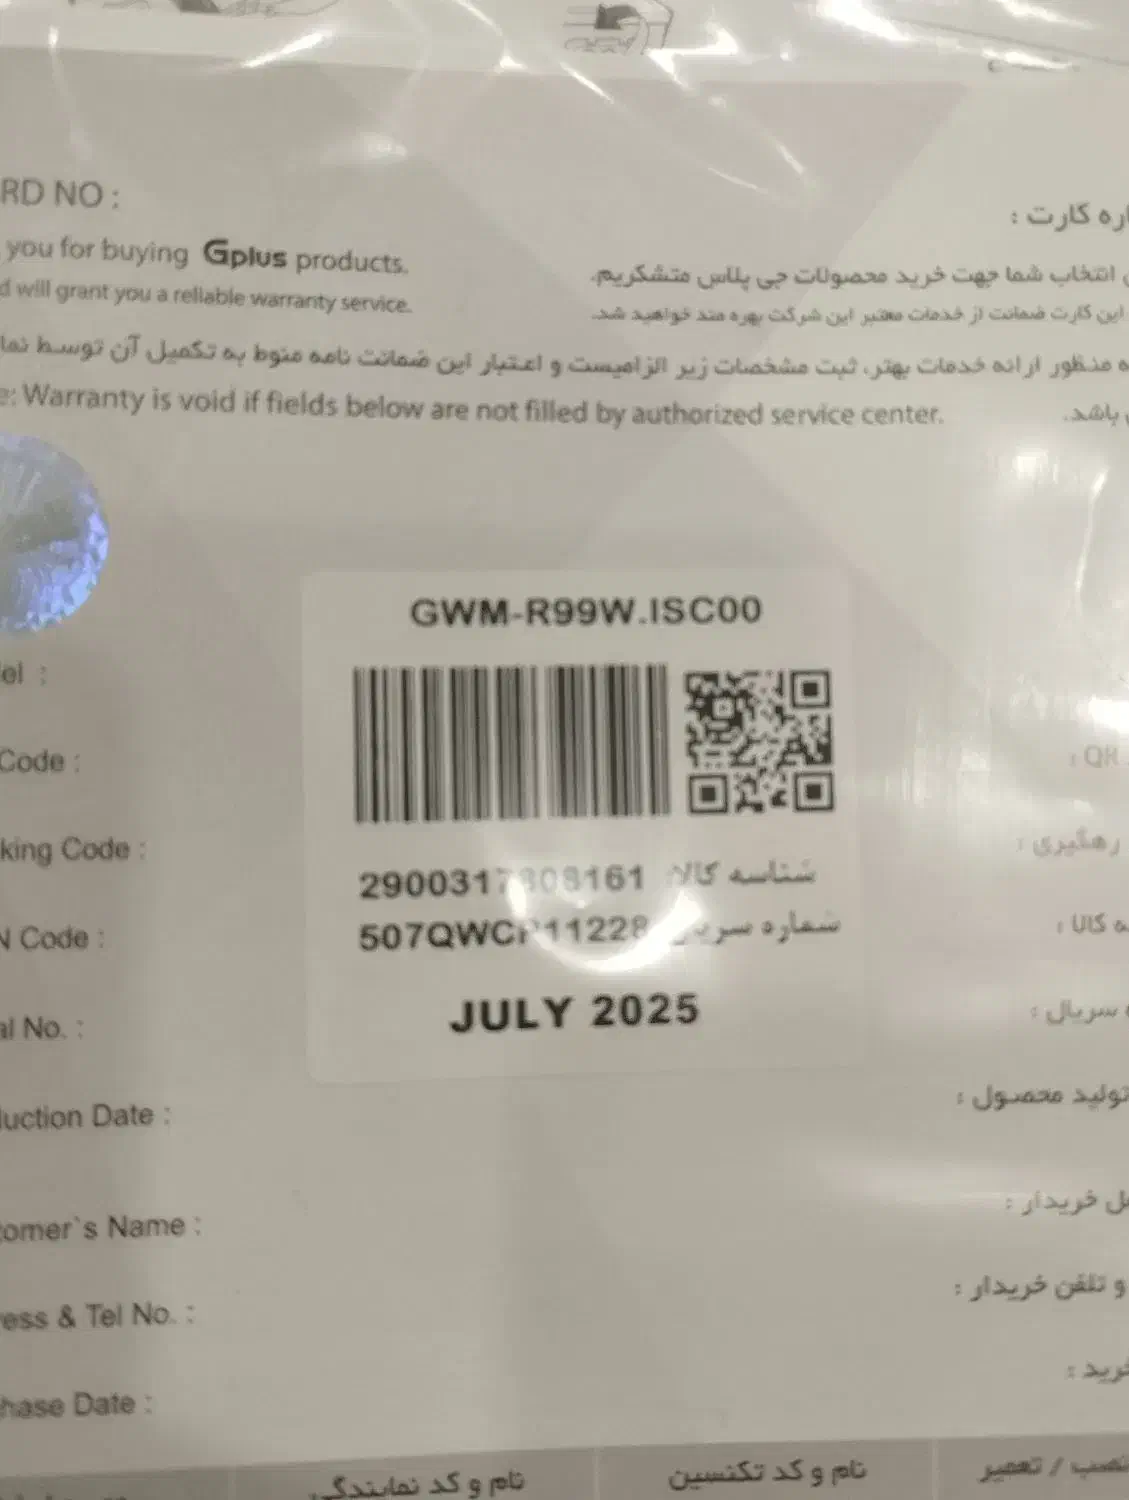 RD NO :
اره کارت :
you for buying Gplus products.
انتخاب شما جهت خرید محصولات جی پلاس متشکریم.
d will grant you a reliable warranty service.
این کارت ضمانت از خدمات معتبر این شرکت بهره مند خواهید شد.
ه منظور ارائه خدمات بهتر، ثبت مشخصات زیر الزامیست و اعتبار این ضمانت نامه منوط به تکمیل آن توسط نما
e: Warranty is void if fields below are not filled by authorized service center.
باشد.
GWM-R99W.ISC00
el :
Code :
QR :
king Code :
رهگیری :
شناسه کالا
N Code :
ه کالا :
شماره سریال
al No. :
ه سریال :
JULY 2025
duction Date :
تولید محصول :
tomer`s Name :
ل خریدار :
ress & Tel No. :
و تلفن خریدار :
hase Date :
خرید :
نام و کد نمایندگی
نام و کد تکنسین
نصب / تعمیر